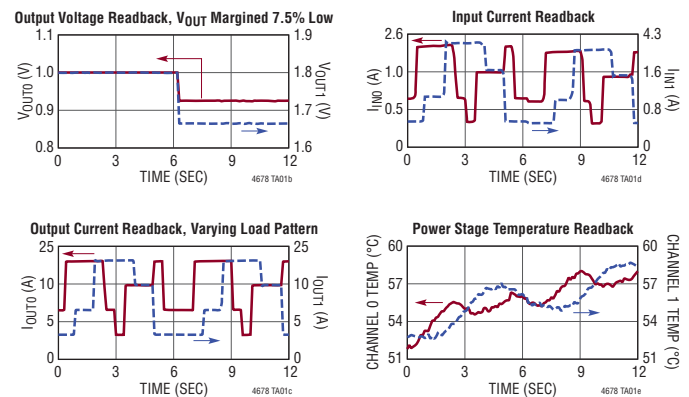 Output Voltage Readback, VOUT Margined 7.5% Low
1.1
1.0
0.9
0.8
VOUT0 (V)
1.9
1.8
1.7
1.6
VOUT1 (V)
0 3 6 9 12
TIME (SEC)
4678 TA01b
Input Current Readback
2.6
1.0
0.5
0
IIN0 (A)
4.3
1.6
0.8
0
IIN1 (A)
0 3 6 9 12
TIME (SEC)
4678 TA01d
Output Current Readback, Varying Load Pattern
25
10
5
0
IOUT0 (A)
25
10
5
0
IOUT1 (A)
0 3 6 9 12
TIME (SEC)
4678 TA01c
Power Stage Temperature Readback
60
57
54
51
CHANNEL 0 TEMP (°C)
60
57
54
51
CHANNEL 1 TEMP (°C)
0 3 6 9 12
TIME (SEC)
4678 TA01e